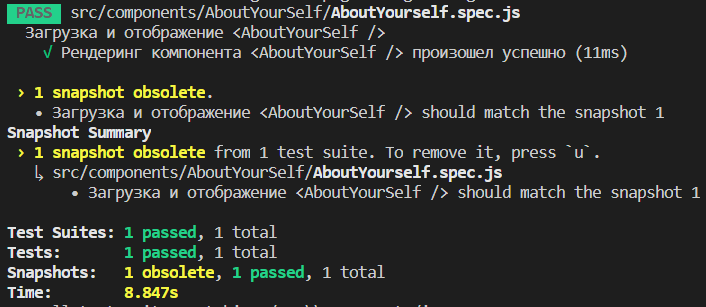 PASS src/components/AboutYourSelf/AboutYourself.spec.js
Загрузка и отображение <AboutYourSelf />
√ Рендеринг компонента <AboutYourSelf /> произошел успешно (11ms)
› 1 snapshot obsolete.
• Загрузка и отображение <AboutYourSelf /> should match the snapshot 1
Snapshot Summary
› 1 snapshot obsolete from 1 test suite. To remove it, press `u`.
↳ src/components/AboutYourSelf/AboutYourself.spec.js
• Загрузка и отображение <AboutYourSelf /> should match the snapshot 1
Test Suites: 1 passed, 1 total
Tests: 1 passed, 1 total
Snapshots: 1 obsolete, 1 passed, 1 total
Time: 8.847s